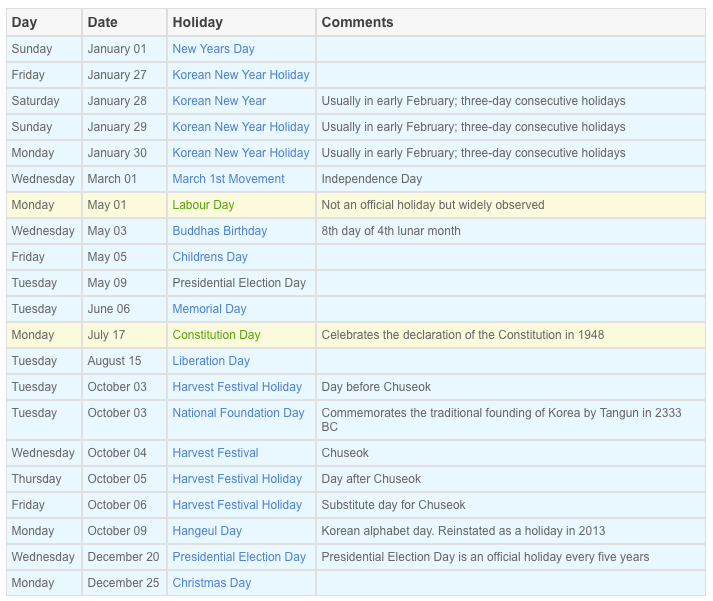 Day Date Holiday Comments
Sunday January 01 New Years Day
Friday January 27 Korean New Year Holiday
Saturday January 28 Korean New Year Usually in early February; three-day consecutive holidays
Sunday January 29 Korean New Year Holiday Usually in early February; three-day consecutive holidays
Monday January 30 Korean New Year Holiday Usually in early February; three-day consecutive holidays
Wednesday March 01 March 1st Movement Independence Day
Monday May 01 Labour Day Not an official holiday but widely observed
Wednesday May 03 Buddhas Birthday 8th day of 4th lunar month
Friday May 05 Childrens Day
Tuesday May 09 Presidential Election Day
Tuesday June 06 Memorial Day
Monday July 17 Constitution Day Celebrates the declaration of the Constitution in 1948
Tuesday August 15 Liberation Day
Tuesday October 03 Harvest Festival Holiday Day before Chuseok
Tuesday October 03 National Foundation Day Commemorates the traditional founding of Korea by Tangun in 2333
BC
Wednesday October 04 Harvest Festival Chuseok
Thursday October 05 Harvest Festival Holiday Day after Chuseok
Friday October 06 Harvest Festival Holiday Substitute day for Chuseok
Monday October 09 Hangeul Day Korean alphabet day. Reinstated as a holiday in 2013
Wednesday December 20 Presidential Election Day Presidential Election Day is an official holiday every five years
Monday December 25 Christmas Day